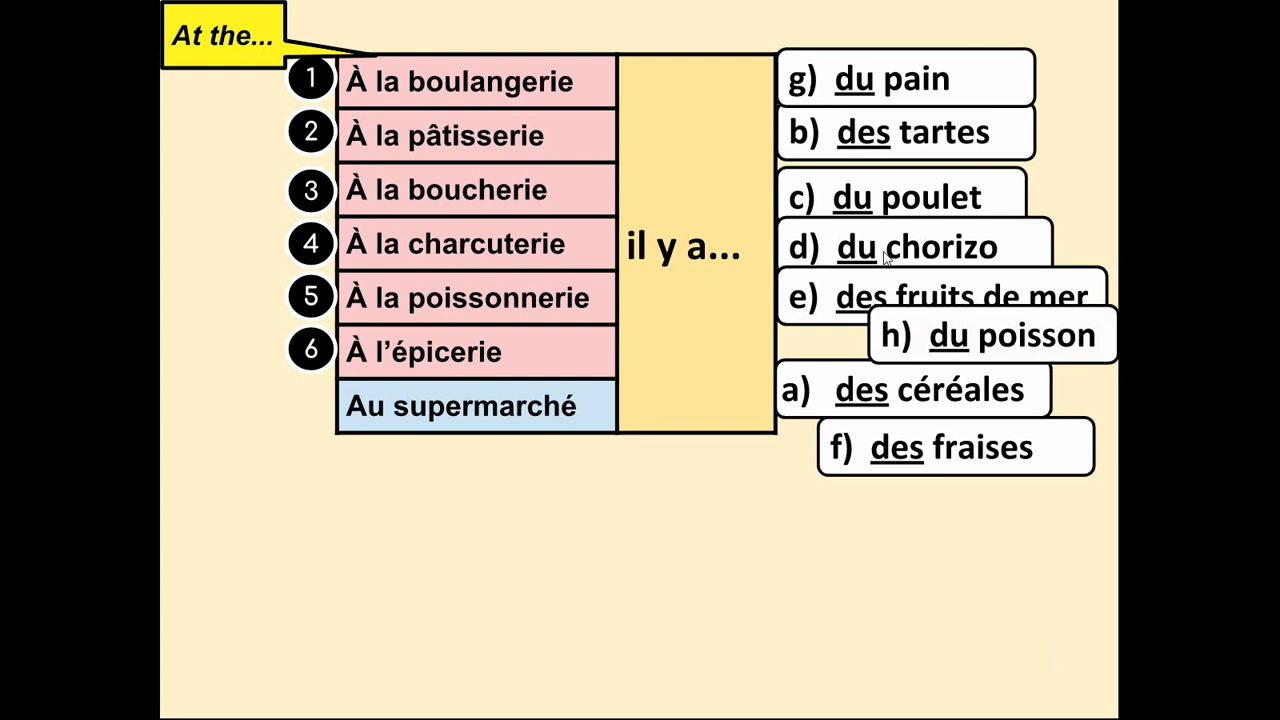 At the...
1 À la boulangerie
2 À la pâtisserie
3 À la boucherie
4 À la charcuterie
5 À la poissonnerie
6 À l’épicerie
Au supermarché
il y a...
g) du pain
b) des tartes
c) du poulet
d) du chorizo
e) des fruits de mer
h) du poisson
a) des céréales
f) des fraises